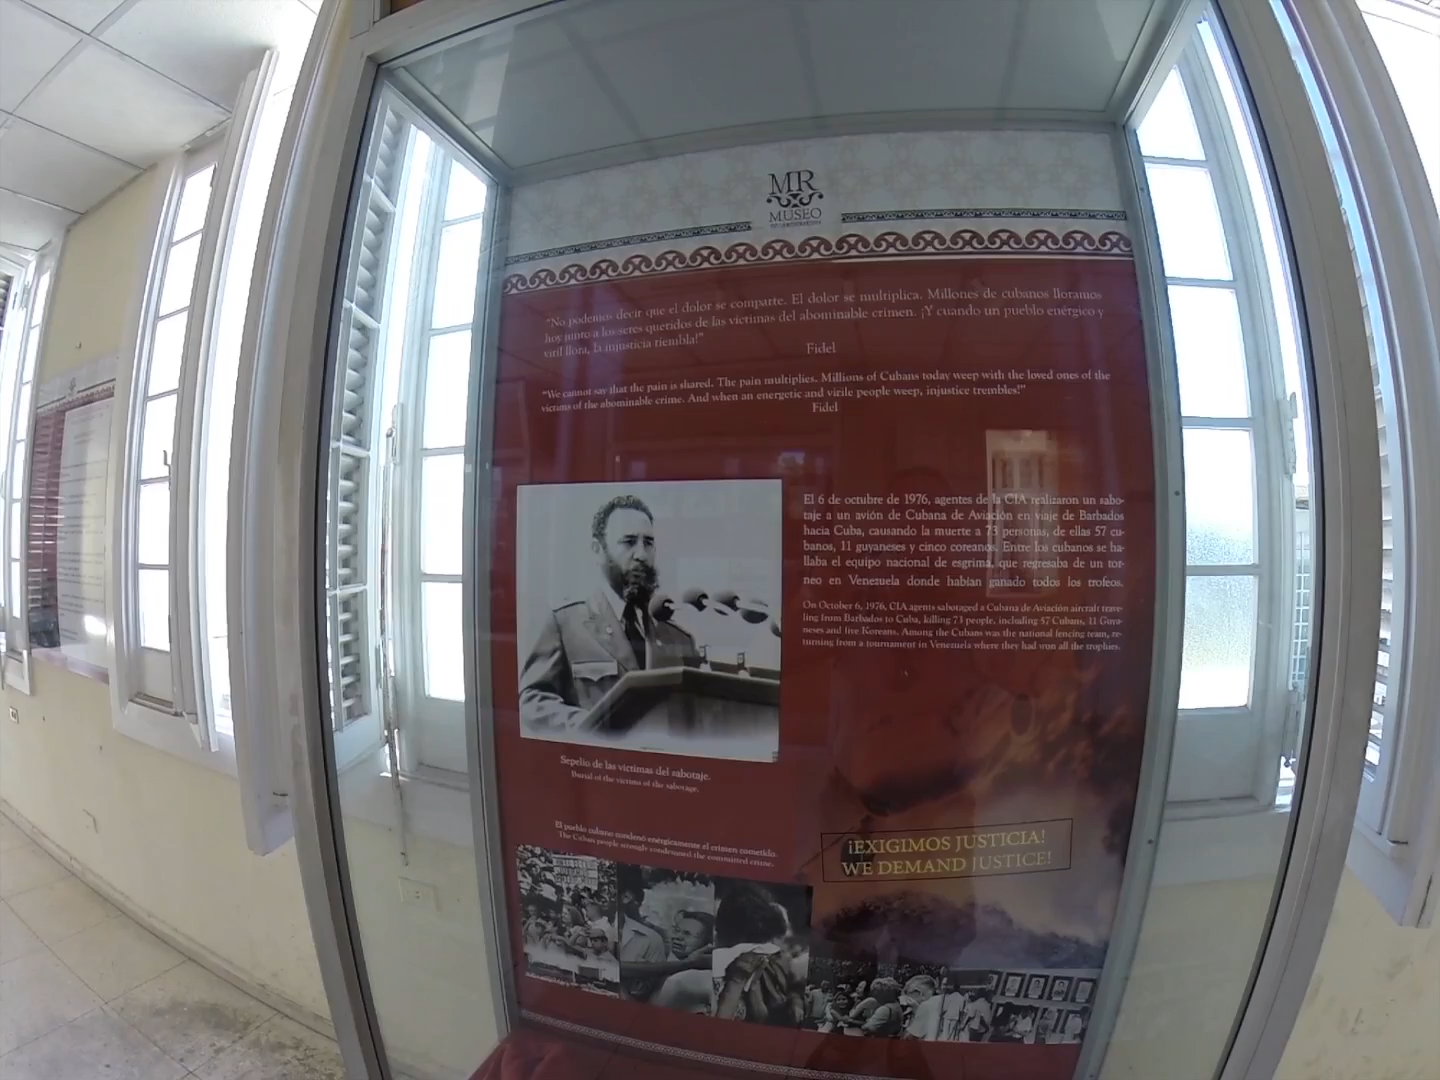 MR
MUSEO
"No podemos decir que el dolor se comparte. El dolor se multiplica. Millones de cubanos lloramos
hoy junto a los seres queridos de las víctimas del abominable crimen. ¡Y cuando un pueblo enérgico y
viril llora, la injusticia tiembla!"
Fidel
"We cannot say that the pain is shared. The pain multiplies. Millions of Cubans today weep with the loved ones of the
victims of the abominable crime. And when an energetic and virile people weep, injustice trembles!"
Fidel
El 6 de octubre de 1976, agentes de la CIA realizaron un sabo-
taje a un avión de Cubana de Aviación en viaje de Barbados
hacia Cuba, causando la muerte a 73 personas, de ellas 57 cu-
banos, 11 guyaneses y cinco coreanos. Entre los cubanos se ha-
llaba el equipo nacional de esgrima, que regresaba de un tor-
neo en Venezuela donde habían ganado todos los trofeos.
On October 6, 1976, CIA agents sabotaged a Cubana de Aviación aircraft trave-
ling from Barbados to Cuba, killing 73 people, including 57 Cubans, 11 Guya-
neses and five Koreans. Among the Cubans was the national fencing team, re-
turning from a tournament in Venezuela where they had won all the trophies.
Sepelio de las víctimas del sabotaje.
Burial of the victims of the sabotage.
El pueblo cubano condenó enérgicamente el crimen cometido.
The Cuban people strongly condemned the committed crime.
¡EXIGIMOS JUSTICIA!
WE DEMAND JUSTICE!